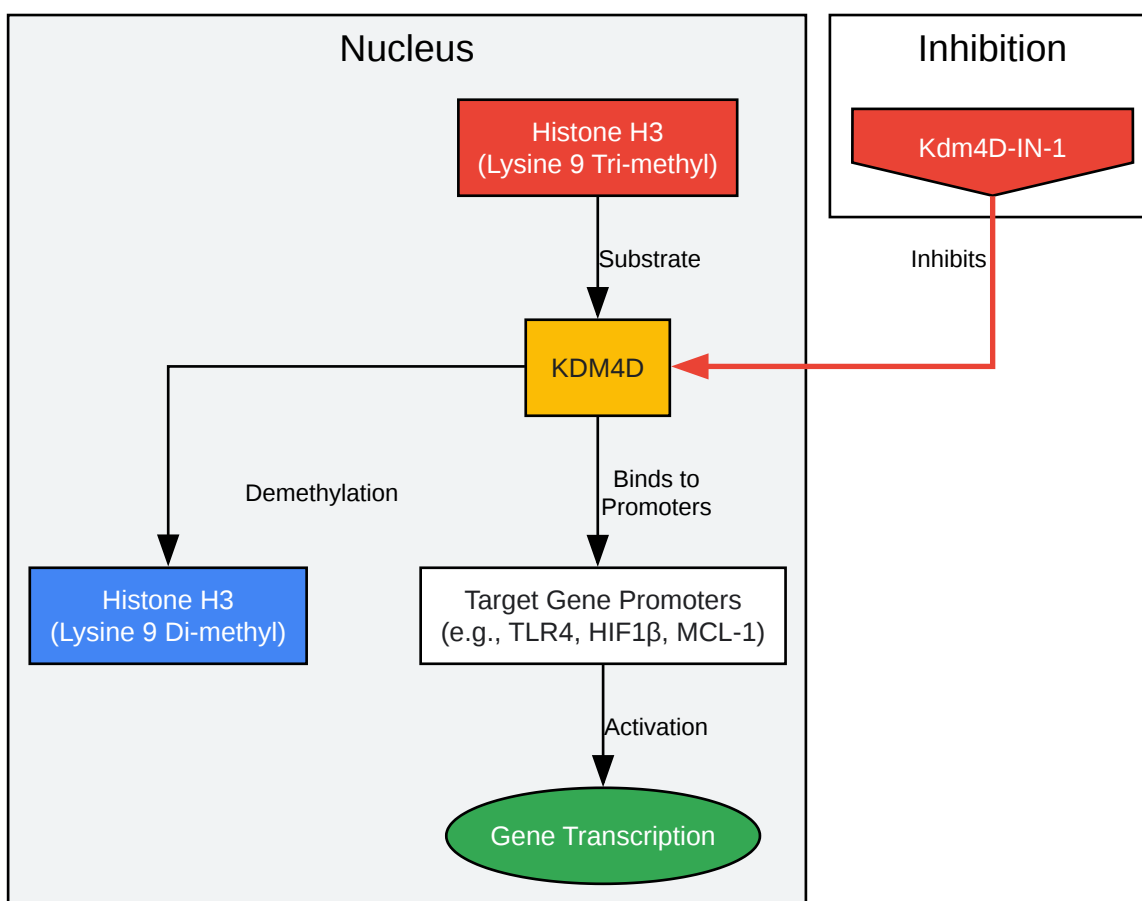 Nucleus
Inhibition
Histone H3
(Lysine 9 Tri-methyl)
Kdm4D-IN-1
Substrate
Inhibits
KDM4D
Demethylation
Binds to
Promoters
Histone H3
(Lysine 9 Di-methyl)
Target Gene Promoters
(e.g., TLR4, HIF1β, MCL-1)
Activation
Gene Transcription